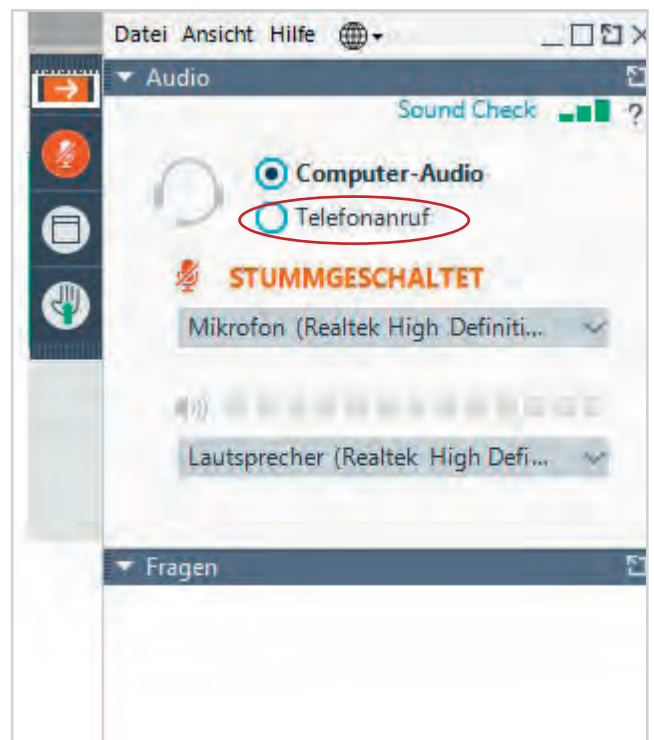 Datei Ansicht Hilfe
Audio
Sound Check ?
Computer-Audio
Telefonanruf
STUMMGESCHALTET
Mikrofon (Realtek High Definiti...
Lautsprecher (Realtek High Defi...
Fragen